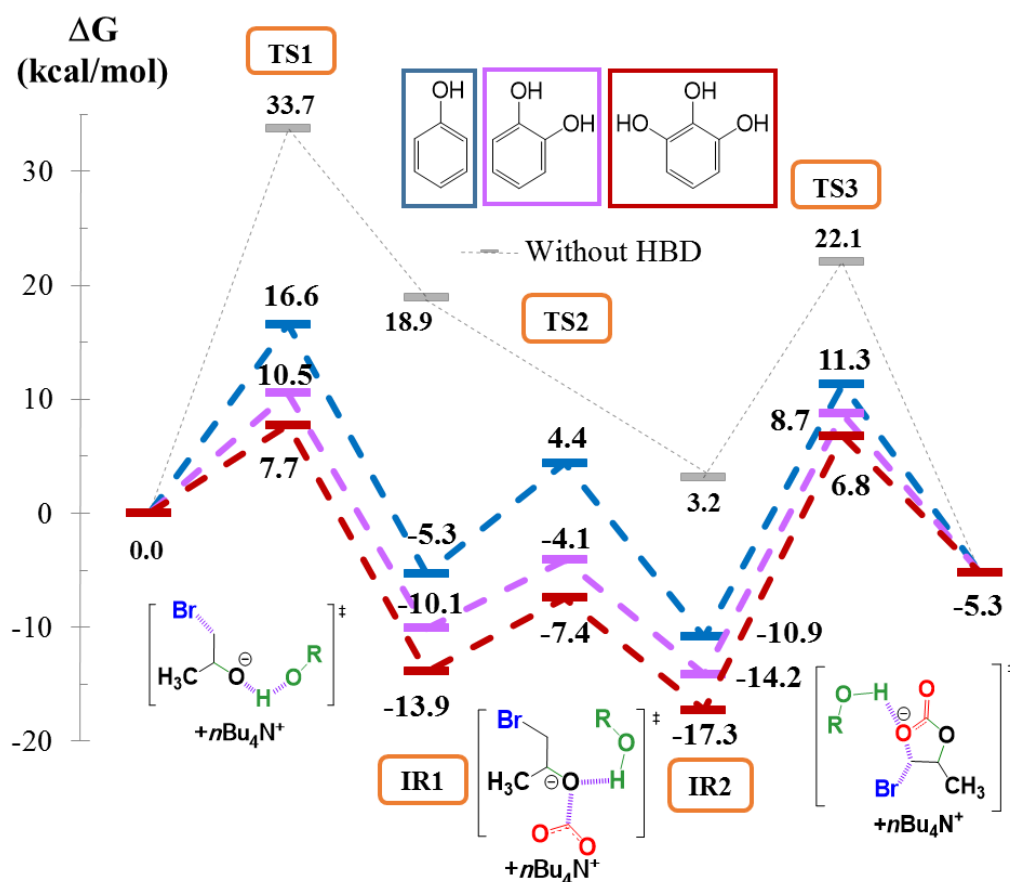 ΔG
(kcal/mol)
TS1
33.7
OH
OH
OH
OH
HO
OH
TS3
22.1
Without HBD
30
20
10
0
-10
-20
16.6
10.5
7.7
18.9
TS2
4.4
-4.1
-7.4
3.2
11.3
8.7
6.8
0.0
-5.3
-10.1
-13.9
-10.9
-14.2
-17.3
-5.3
IR1
IR2
Br
R
H₃C
O
⊖
H
O
‡
+nBu₄N⁺
Br
R
O
H
H₃C
⊖
O
O
O
‡
+nBu₄N⁺
O
H
R
O
⊖
O
O
Br
CH₃
‡
+nBu₄N⁺